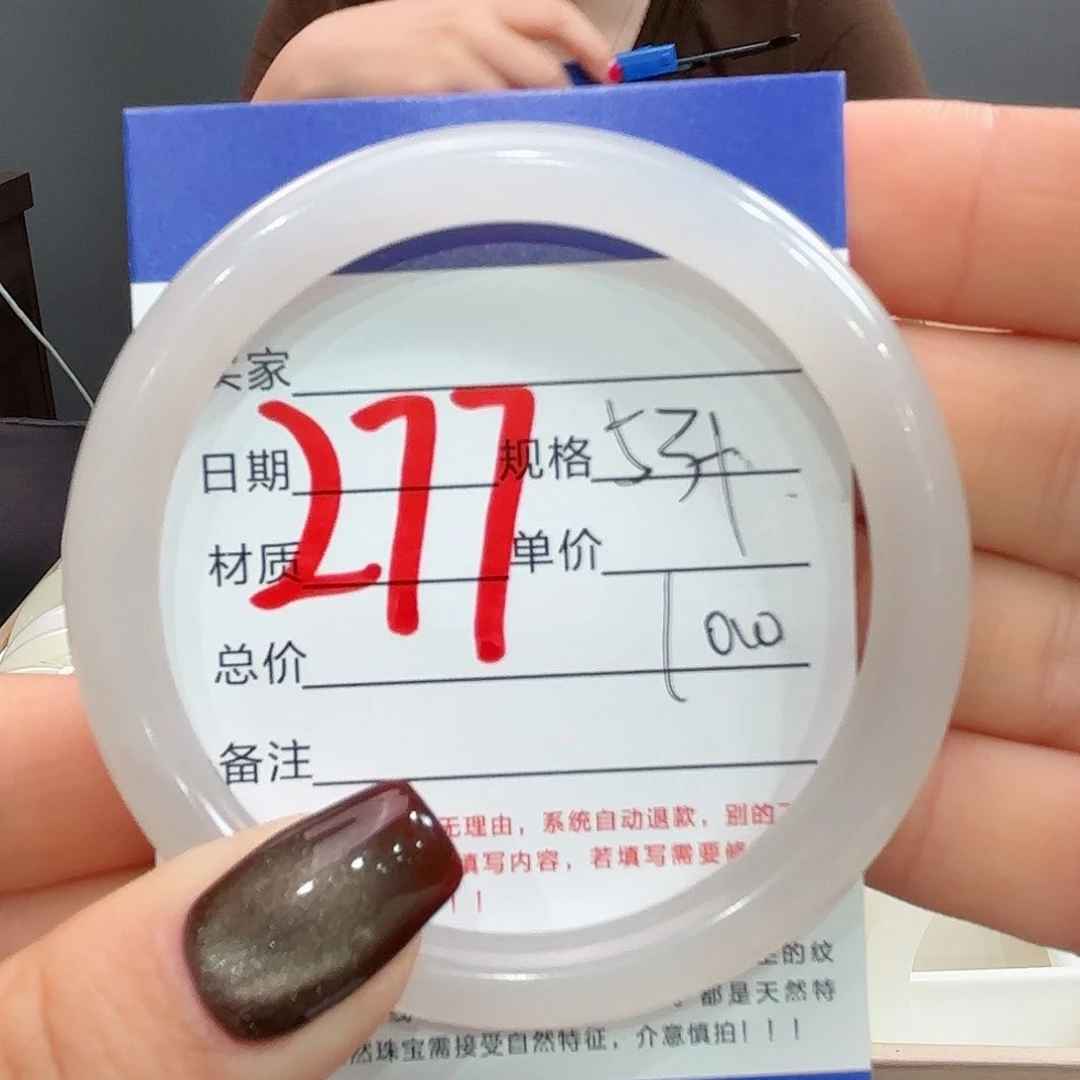 家
日期 277 规格 53+
材质 单价
总价 1000
备注
无理由，系统自动退款，别的
填写内容，若填写需要修
！！
的纹
都是天然特
然珠宝需接受自然特征，介意慎拍！！！